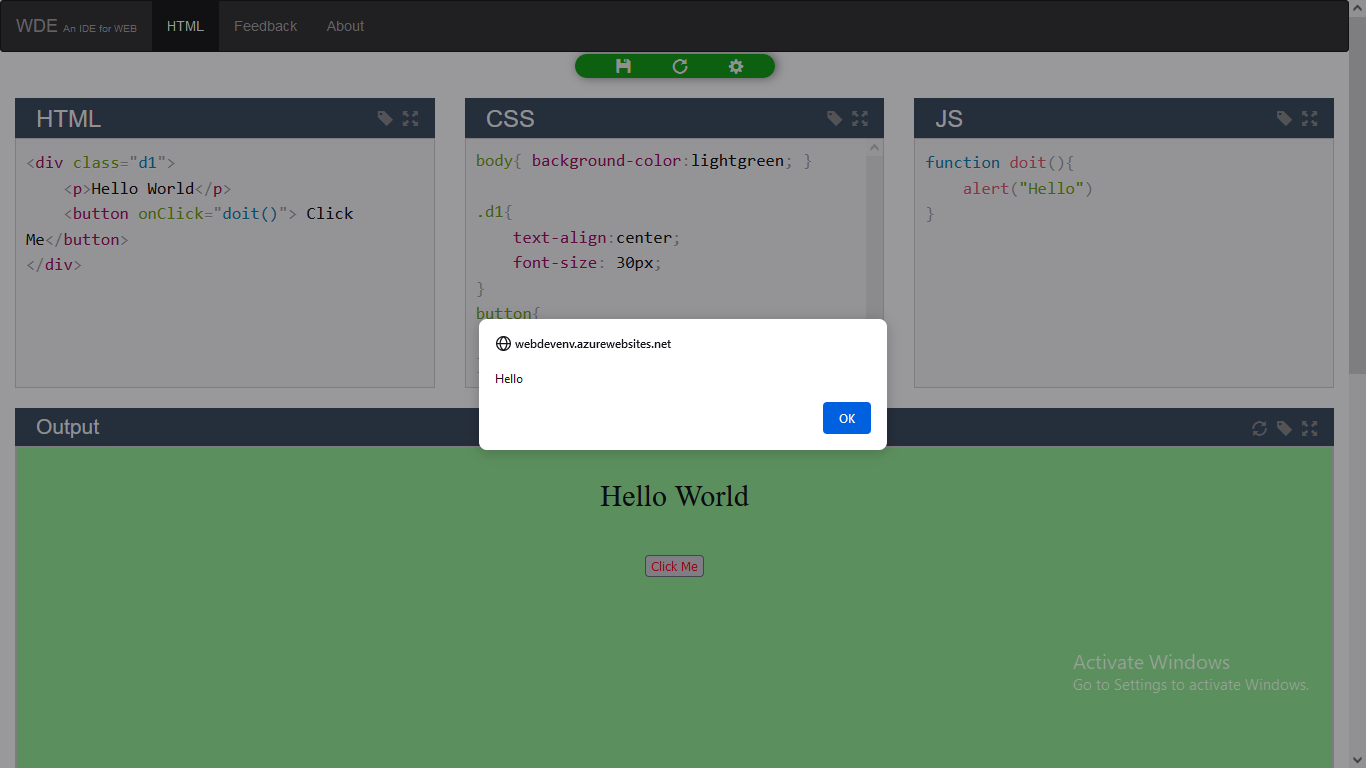 WDE An IDE for WEB HTML Feedback About
HTML
<div class="d1">
    <p>Hello World</p>
    <button onClick="doit()"> Click
Me</button>
</div>
CSS
body{ background-color:lightgreen; }
.d1{
    text-align:center;
    font-size: 30px;
}
button{
JS
function doit(){
    alert("Hello")
}
webdevenv.azurewebsites.net
Hello
OK
Output
Hello World
Click Me
Activate Windows
Go to Settings to activate Windows.